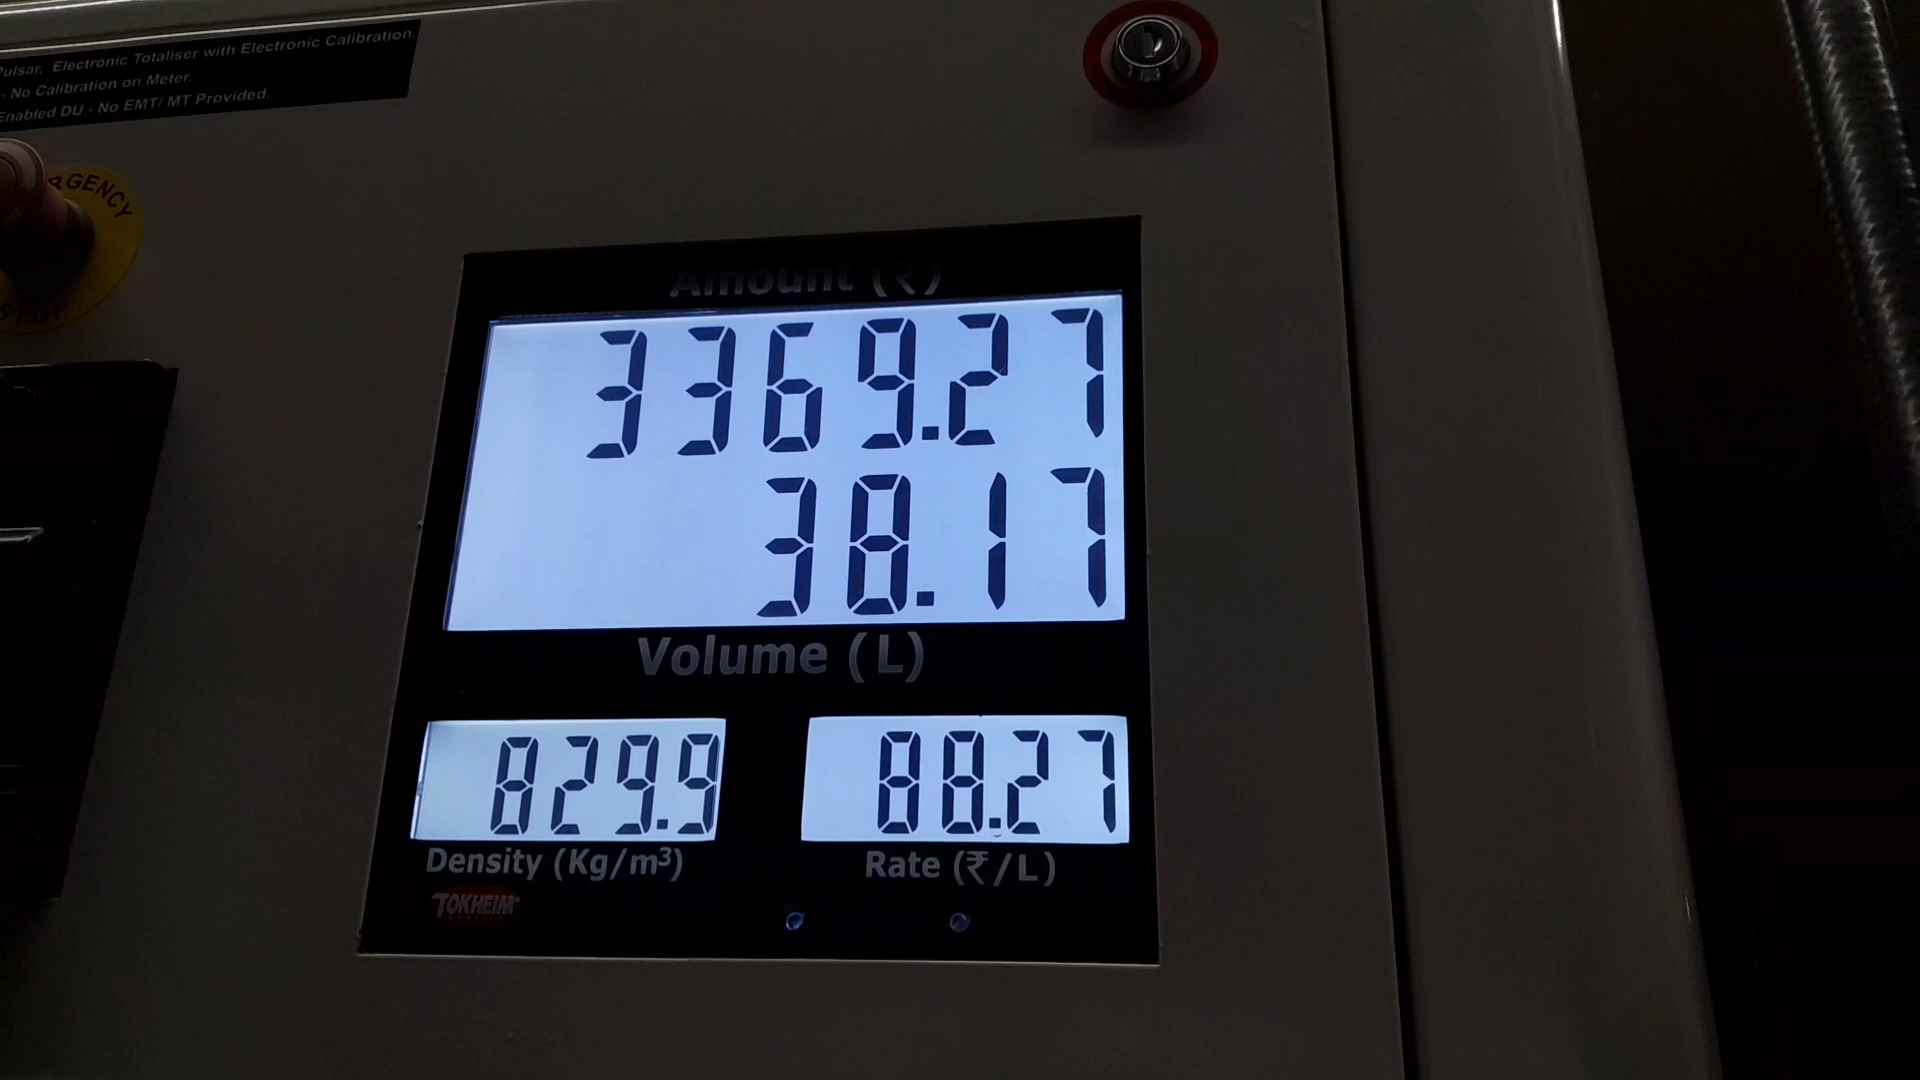 Pulsar, Electronic Totaliser with Electronic Calibration.
- No Calibration on Meter.
Enabled DU - No EMT/ MT Provided.
STOP
Amount (₹)
3369.27
38.17
Volume (L)
829.9
88.27
Density (Kg/m³)
Rate (₹/L)
TOKHEIM